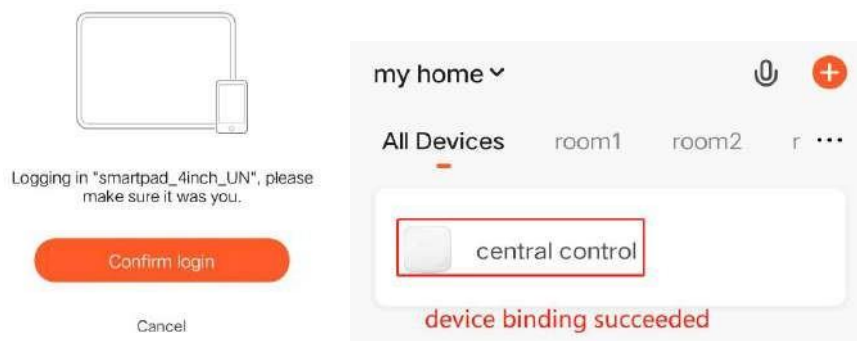 Logging in "smartpad_4inch_UN", please
make sure it was you.
Confirm login
Cancel
my home
All Devices room1 room2 r ...
central control
device binding succeeded